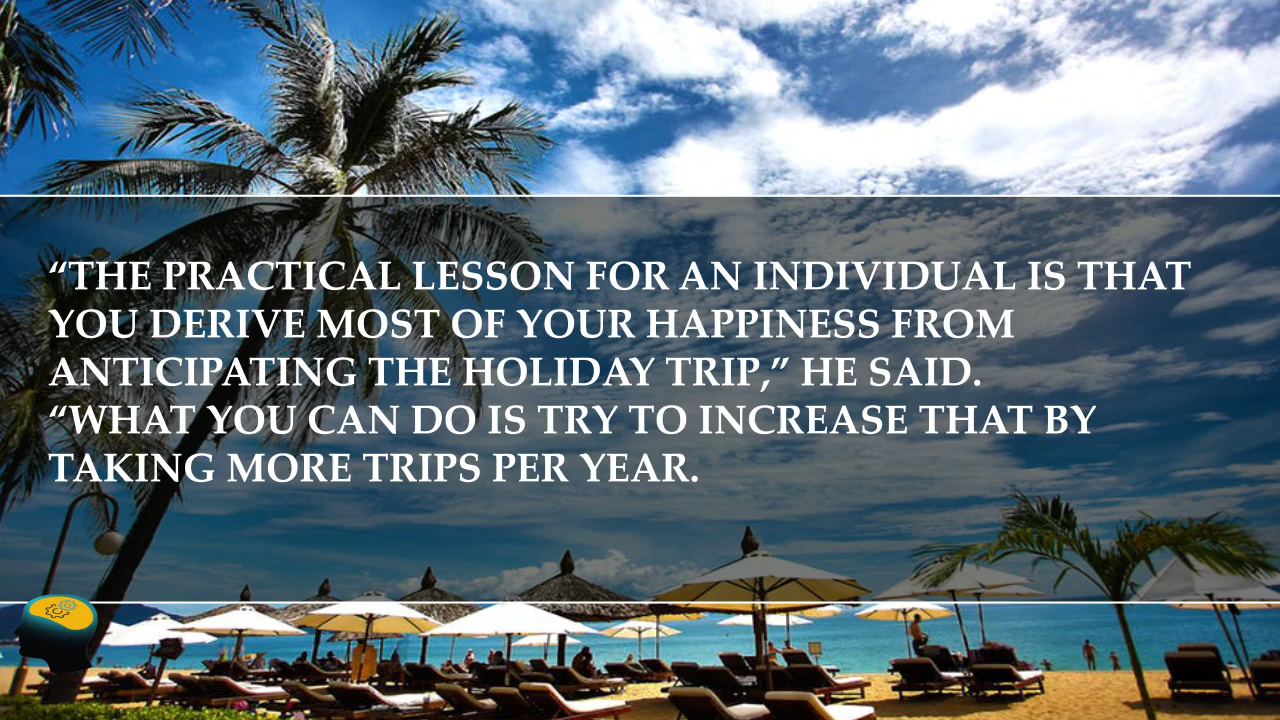 “THE PRACTICAL LESSON FOR AN INDIVIDUAL IS THAT
YOU DERIVE MOST OF YOUR HAPPINESS FROM
ANTICIPATING THE HOLIDAY TRIP,” HE SAID.
“WHAT YOU CAN DO IS TRY TO INCREASE THAT BY
TAKING MORE TRIPS PER YEAR.